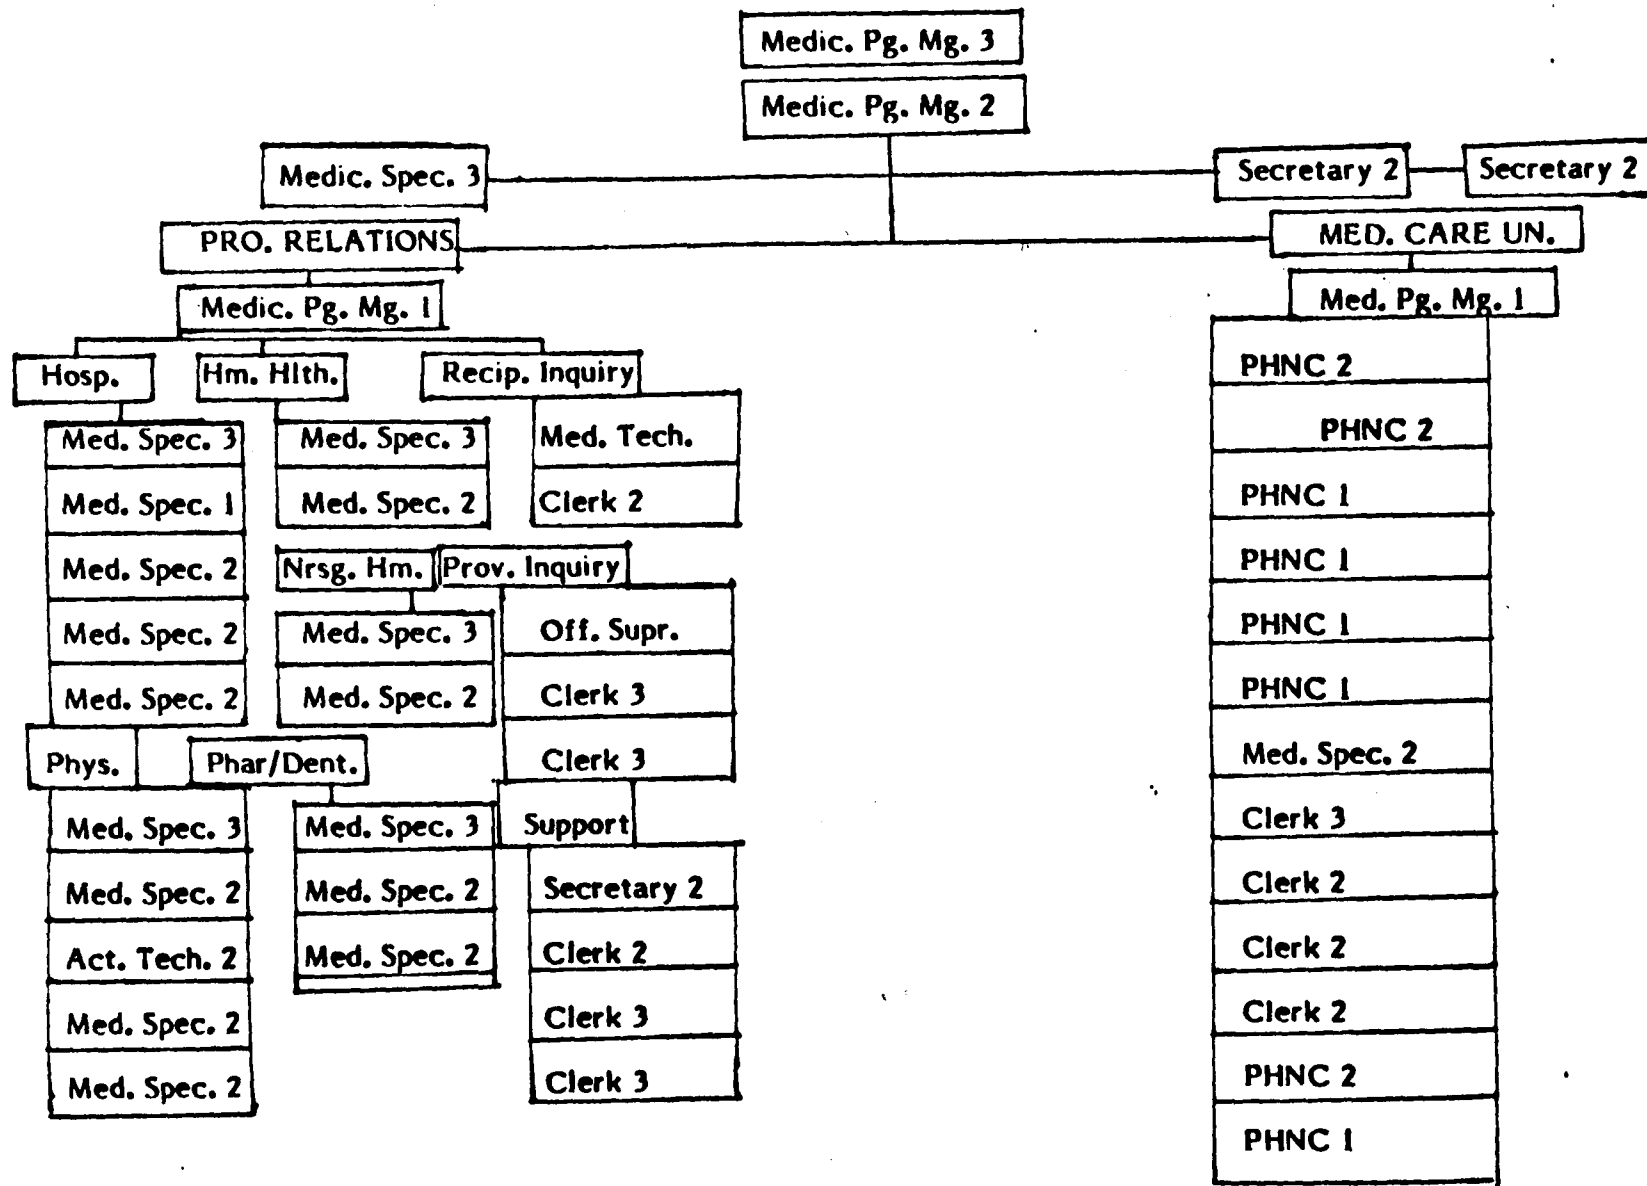 Medic. Pg. Mg. 3
Medic. Pg. Mg. 2
Medic. Spec. 3
Secretary 2
Secretary 2
PRO. RELATIONS
MED. CARE UN.
Medic. Pg. Mg. 1
Med. Pg. Mg. 1
Hosp.
Med. Spec. 3
Med. Spec. 1
Med. Spec. 2
Med. Spec. 2
Med. Spec. 2
Phys.
Med. Spec. 3
Med. Spec. 2
Act. Tech. 2
Med. Spec. 2
Med. Spec. 2
Hm. Hlth.
Med. Spec. 3
Med. Spec. 2
Nrsg. Hm.
Med. Spec. 3
Med. Spec. 2
Phar/Dent.
Med. Spec. 3
Med. Spec. 2
Med. Spec. 2
Recip. Inquiry
Med. Tech.
Clerk 2
Prov. Inquiry
Off. Supr.
Clerk 3
Clerk 3
Support
Secretary 2
Clerk 2
Clerk 3
Clerk 3
PHNC 2
PHNC 2
PHNC 1
PHNC 1
PHNC 1
PHNC 1
Med. Spec. 2
Clerk 3
Clerk 2
Clerk 2
Clerk 2
PHNC 2
PHNC 1